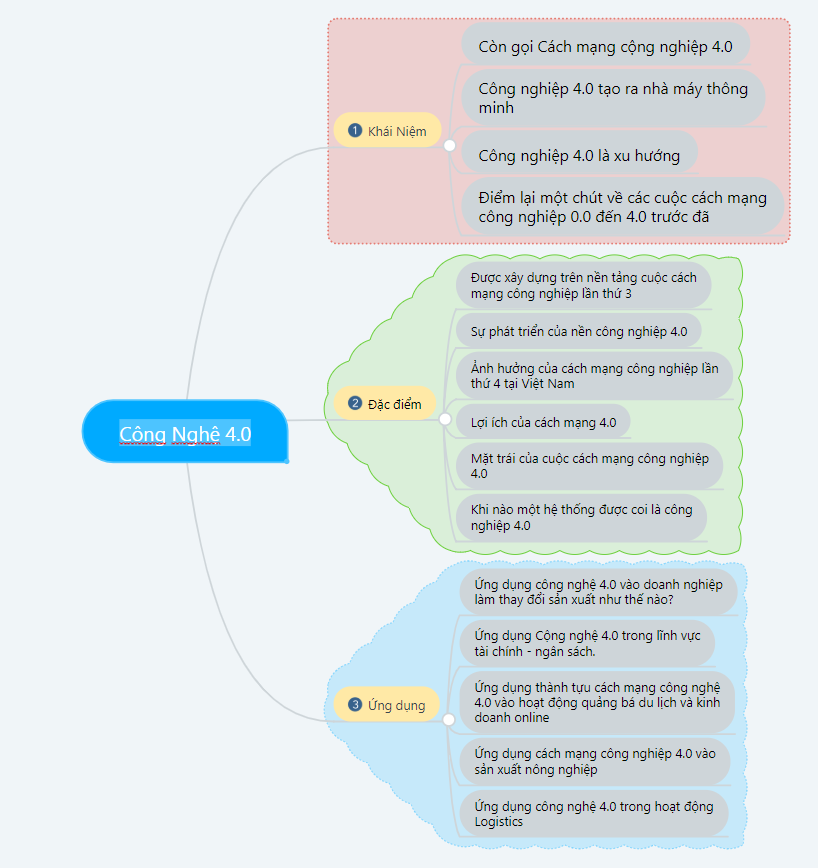 Còn gọi Cách mạng cộng nghiệp 4.0
Công nghiệp 4.0 tạo ra nhà máy thông
minh
1 Khái Niệm
Công nghiệp 4.0 là xu hướng
Điểm lại một chút về các cuộc cách mạng
công nghiệp 0.0 đến 4.0 trước đã
Được xây dựng trên nền tảng cuộc cách
mạng công nghiệp lần thứ 3
Sự phát triển của nền công nghiệp 4.0
Ảnh hưởng của cách mạng công nghiệp lần
thứ 4 tại Việt Nam
2 Đặc điểm
Lợi ích của cách mạng 4.0
Công Nghệ 4.0
Mặt trái của cuộc cách mạng công nghiệp
4.0
Khi nào một hệ thống được coi là công
nghiệp 4.0
Ứng dụng công nghệ 4.0 vào doanh nghiệp
làm thay đổi sản xuất như thế nào?
Ứng dụng Cộng nghệ 4.0 trong lĩnh vực
tài chính - ngân sách.
Ứng dụng thành tựu cách mạng công nghệ
4.0 vào hoạt động quảng bá du lịch và kinh
doanh online
3 Ứng dụng
Ứng dụng cách mạng công nghiệp 4.0 vào
sản xuất nông nghiệp
Ứng dụng công nghệ 4.0 trong hoạt động
Logistics